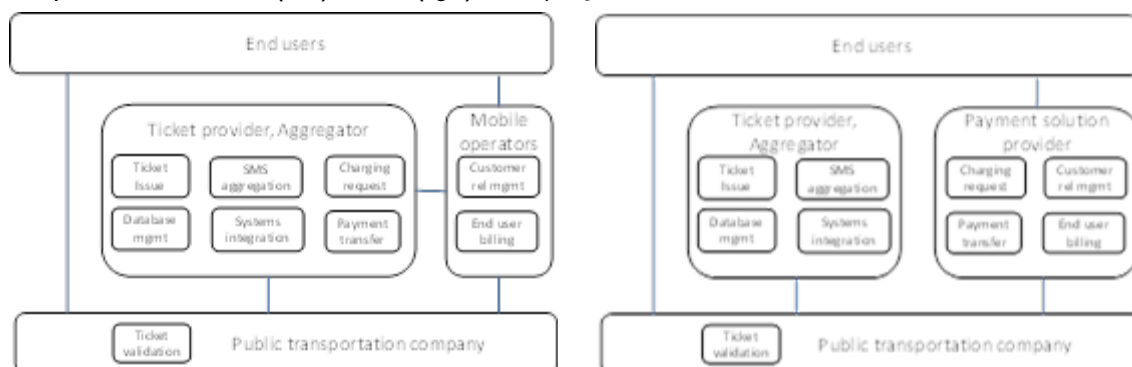 End users
Ticket provider, Aggregator
Ticket
Issue
SMS
aggregation
Charging
request
Database
mgmt
Systems
integration
Payment
transfer
Mobile
operators
Customer
rel mgmt
End user
billing
Ticket
validation
Public transportation company
End users
Ticket provider,
Aggregator
Ticket
Issue
SMS
aggregation
Database
mgmt
Systems
integration
Payment solution
provider
Charging
request
Customer
rel mgmt
Payment
transfer
End user
billing
Ticket
validation
Public transportation company